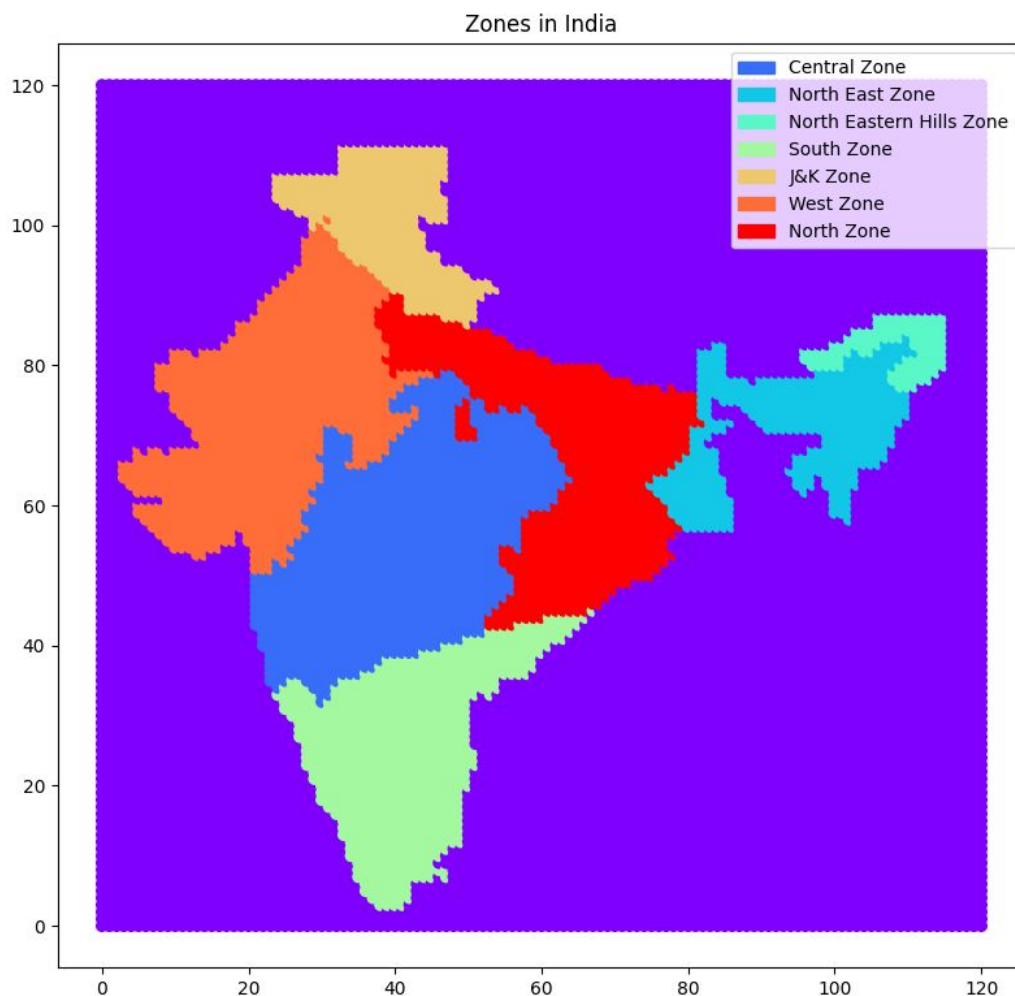 Zones in India
Central Zone
North East Zone
North Eastern Hills Zone
South Zone
J&K Zone
West Zone
North Zone
120
100
80
60
40
20
0
0 20 40 60 80 100 120